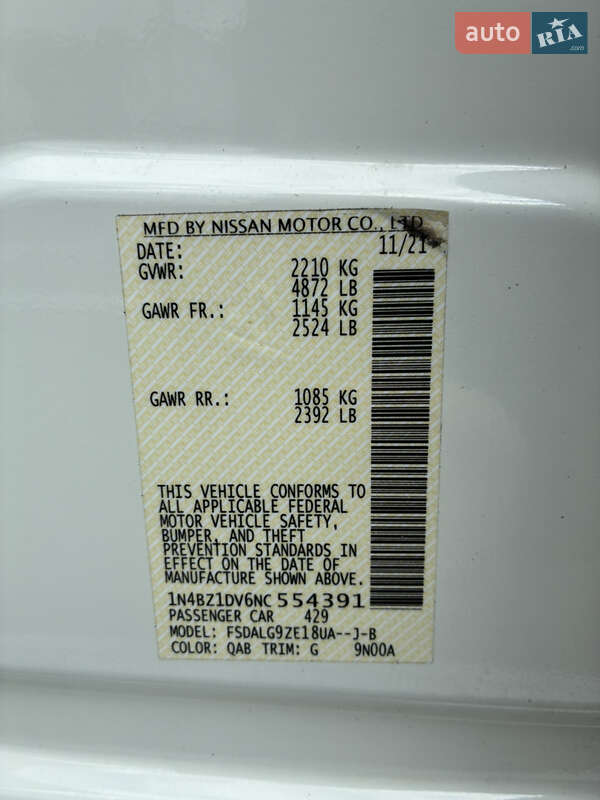 auto RIA .com
MFD BY NISSAN MOTOR CO., LTD
DATE: 11/21
GVWR: 2210 KG
4872 LB
GAWR FR.: 1145 KG
2524 LB
GAWR RR.: 1085 KG
2392 LB
THIS VEHICLE CONFORMS TO
ALL APPLICABLE FEDERAL
MOTOR VEHICLE SAFETY,
BUMPER, AND THEFT
PREVENTION STANDARDS IN
EFFECT ON THE DATE OF
MANUFACTURE SHOWN ABOVE.
1N4BZ1DV6NC 554391
PASSENGER CAR 429
MODEL: FSDALG9ZE18UA--J-B
COLOR: QAB TRIM: G 9N00A